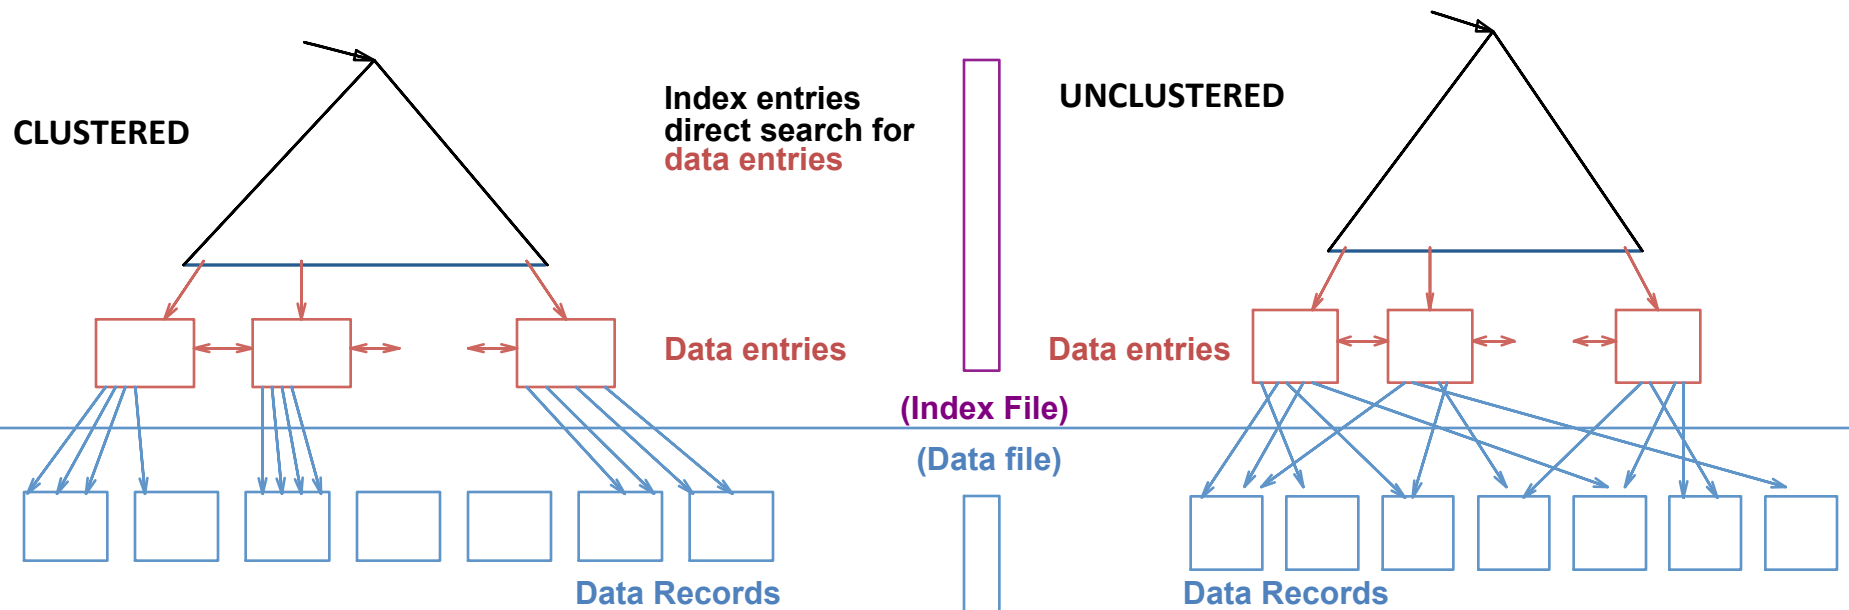 CLUSTERED
Index entries
direct search for
data entries
UNCLUSTERED
Data entries
Data entries
(Index File)
(Data file)
Data Records
Data Records